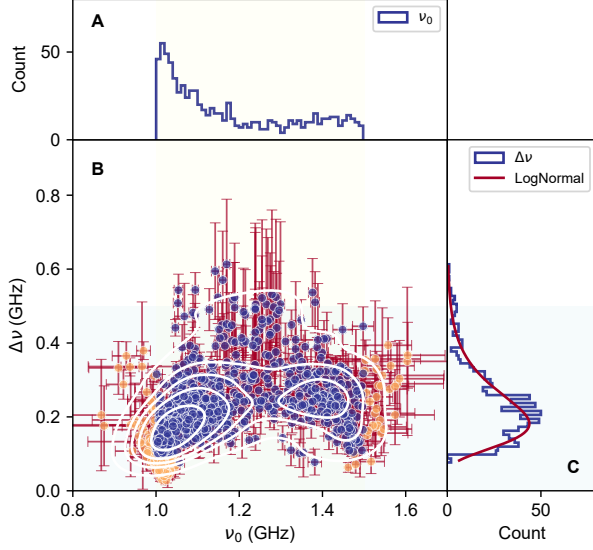 A
ν₀
Count
50
0
B
Δν
LogNormal
Δν (GHz)
0.8
0.6
0.4
0.2
0.0
C
0.8 1.0 1.2 1.4 1.6
0 50
ν₀ (GHz)
Count